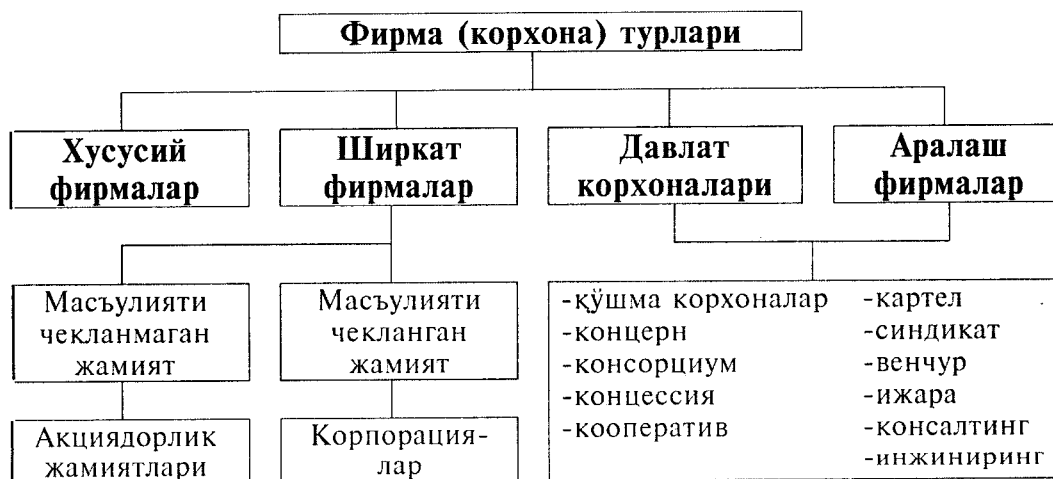 Фирма (корхона) турлари
Хусусий
фирмалар
Ширкат
фирмалар
Давлат
корхоналари
Аралаш
фирмалар
Масъулияти
чекланмаган
жамият
Масъулияти
чекланган
жамият
Акциядорлик
жамиятлари
Корпорация-
лар
-қўшма корхоналар
-концерн
-консорциум
-концессия
-кооператив
-картел
-синдикат
-венчур
-ижара
-консалтинг
-инжиниринг